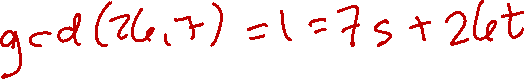 gcd(26,7) = 1 = 7s + 26t